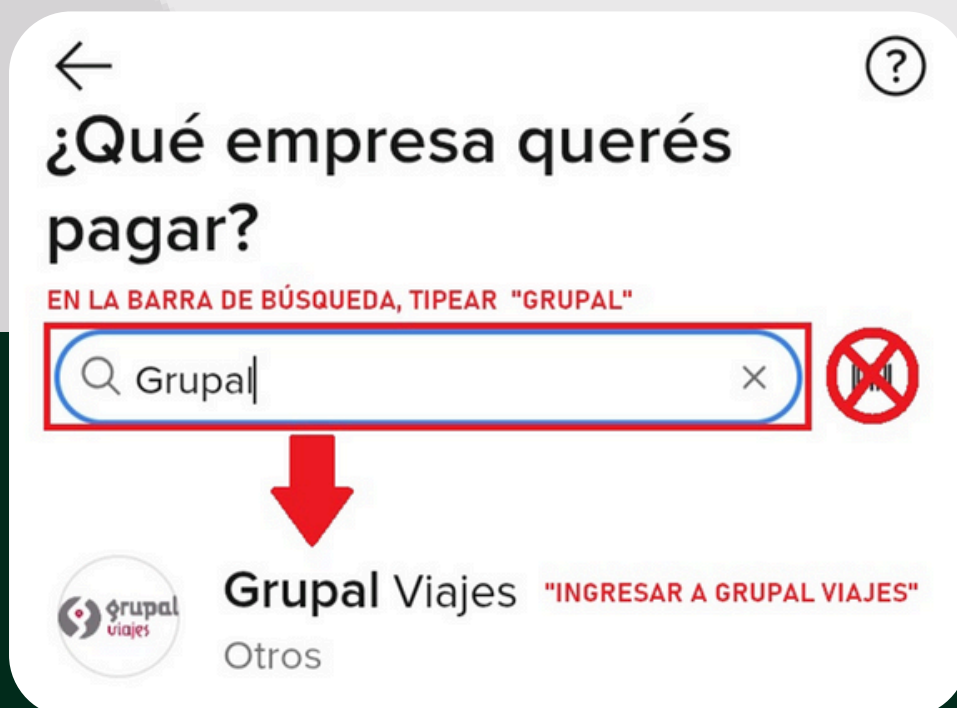 ?
¿Qué empresa querés
pagar?
EN LA BARRA DE BÚSQUEDA, TIPEAR "GRUPAL"
Grupal
Grupal Viajes "INGRESAR A GRUPAL VIAJES"
grupal
viajes
Otros